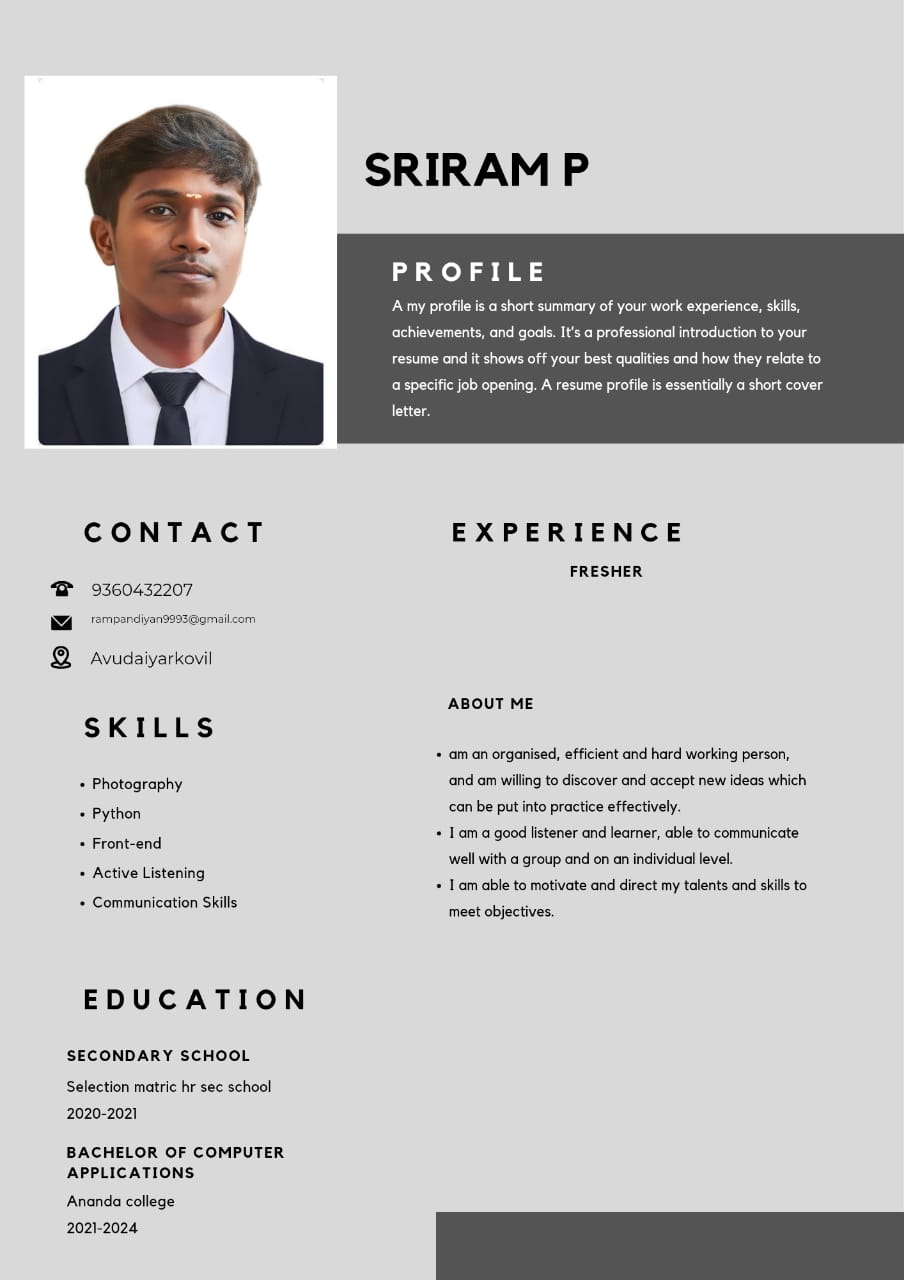 SRIRAM P
PROFILE
A my profile is a short summary of your work experience, skills,
achievements, and goals. It's a professional introduction to your
resume and it shows off your best qualities and how they relate to
a specific job opening. A resume profile is essentially a short cover
letter.
CONTACT
9360432207
rampandiyan9993@gmail.com
Avudaiyarkovil
SKILLS
• Photography
• Python
• Front-end
• Active Listening
• Communication Skills
EDUCATION
SECONDARY SCHOOL
Selection matric hr sec school
2020-2021
BACHELOR OF COMPUTER
APPLICATIONS
Ananda college
2021-2024
EXPERIENCE
FRESHER
ABOUT ME
• am an organised, efficient and hard working person,
and am willing to discover and accept new ideas which
can be put into practice effectively.
• I am a good listener and learner, able to communicate
well with a group and on an individual level.
• I am able to motivate and direct my talents and skills to
meet objectives.